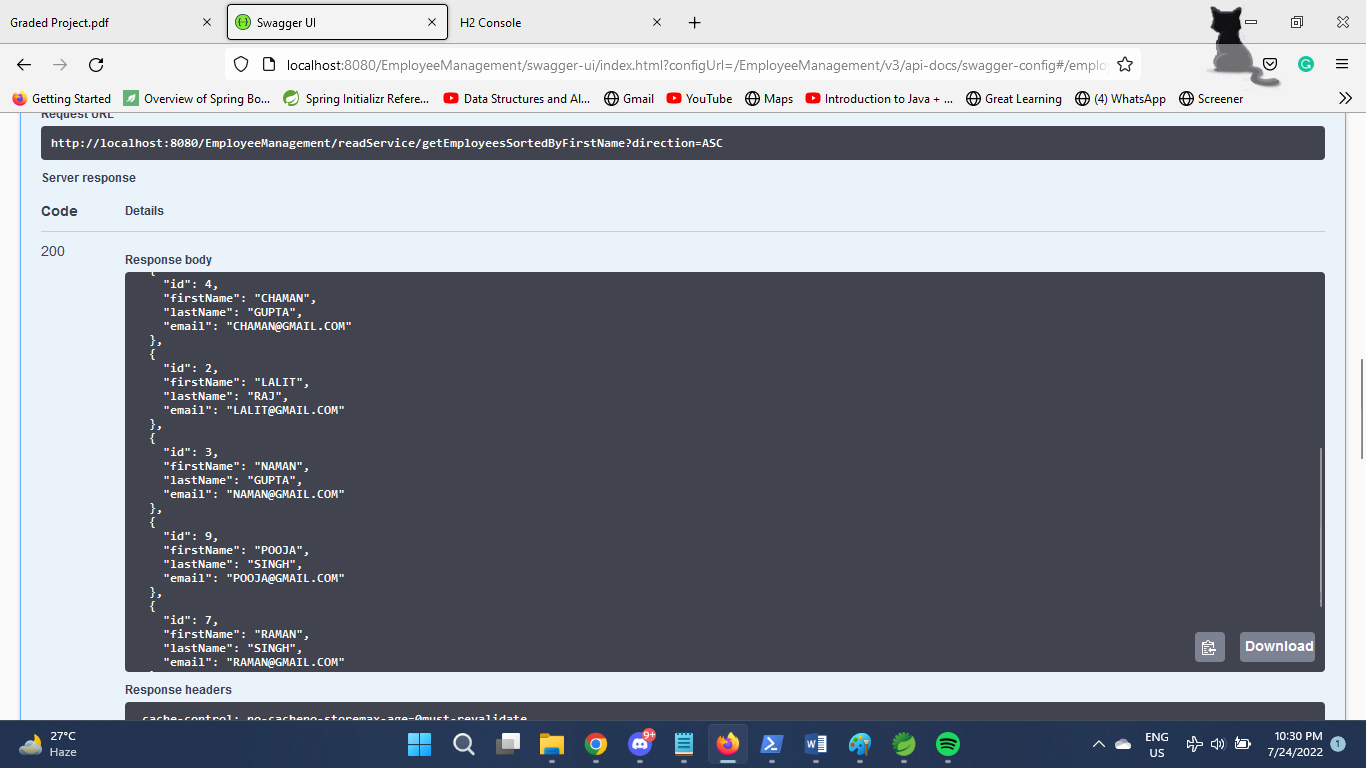 Graded Project.pdf
Swagger UI
H2 Console
localhost:8080/EmployeeManagement/swagger-ui/index.html?configUrl=/EmployeeManagement/v3/api-docs/swagger-config#/emplo
Getting Started
Overview of Spring Bo...
Spring Initializr Refere...
Data Structures and Al...
Gmail
YouTube
Maps
Introduction to Java + ...
Great Learning
(4) WhatsApp
Screener
Request URL
http://localhost:8080/EmployeeManagement/readService/getEmployeesSortedByFirstName?direction=ASC
Server response
Code Details
200
Response body
{
"id": 4,
"firstName": "CHAMAN",
"lastName": "GUPTA",
"email": "CHAMAN@GMAIL.COM"
},
{
"id": 2,
"firstName": "LALIT",
"lastName": "RAJ",
"email": "LALIT@GMAIL.COM"
},
{
"id": 3,
"firstName": "NAMAN",
"lastName": "GUPTA",
"email": "NAMAN@GMAIL.COM"
},
{
"id": 9,
"firstName": "POOJA",
"lastName": "SINGH",
"email": "POOJA@GMAIL.COM"
},
{
"id": 7,
"firstName": "RAMAN",
"lastName": "SINGH",
"email": "RAMAN@GMAIL.COM"
Download
Response headers
cache-control: no-cacheno-storemax-age=0must-revalidate
27°C
Haze
9+
ENG
US
10:30 PM
7/24/2022
1